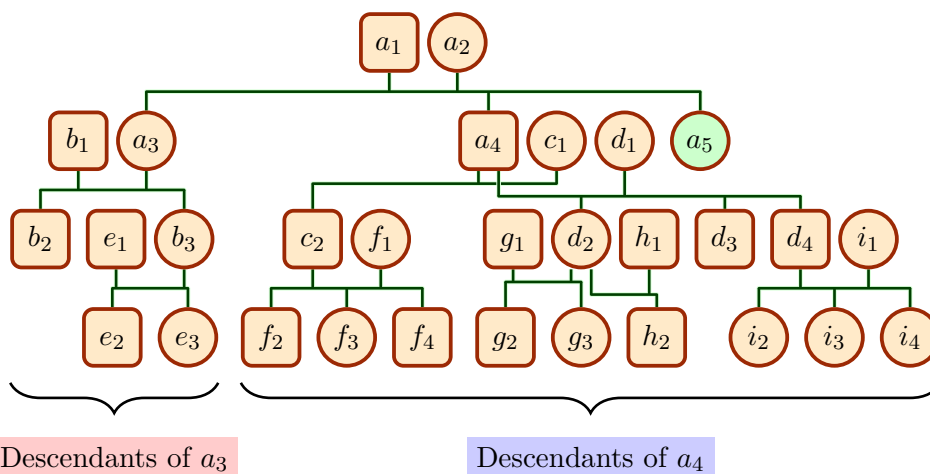 a1 a2
b1 a3 a4 c1 d1 a5
b2 e1 b3 c2 f1 g1 d2 h1 d3 d4 i1
e2 e3 f2 f3 f4 g2 g3 h2 i2 i3 i4
Descendants of a3 Descendants of a4